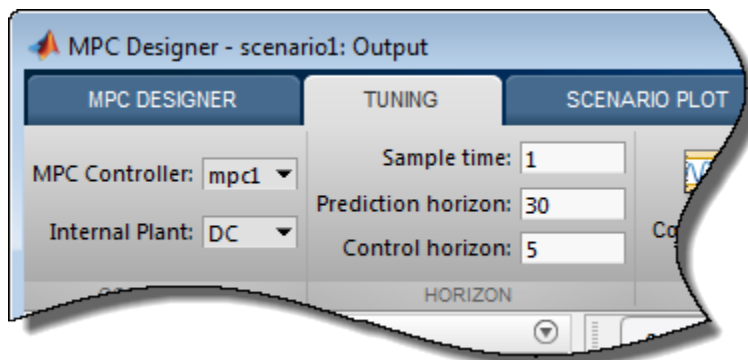 MPC Designer - scenario1: Output
MPC DESIGNER TUNING SCENARIO PLOT
MPC Controller: mpc1 Sample time: 1
Prediction horizon: 30
Internal Plant: DC
Control horizon: 5
HORIZON